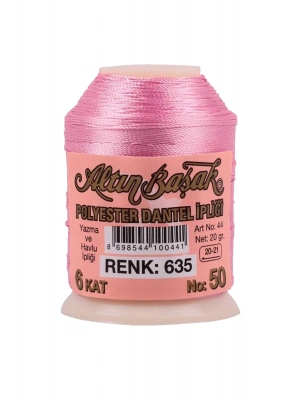 Altın Başak
POLYESTER DANTEL İPLİĞİ
Yazma
ve
Havlu
İpliği
8 698544 100441
Art No: 44
Net: 20 gr.
20-21
RENK: 635
6 KAT
No: 50